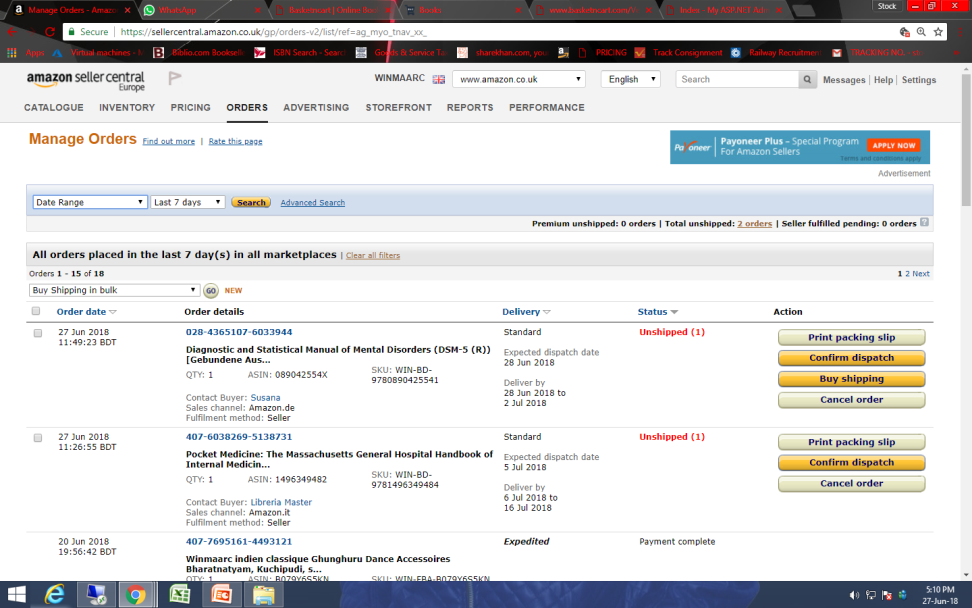 Manage Orders - Amazon
WhatsApp
Basketncart | Online
Books
www.basketncart.com/
Index - My ASP.NET
Stock
Secure | https://sellercentral.amazon.co.uk/gp/orders-v2/list/ref=ag_myo_tnav_xx_
Apps
Virtual machines - M
Biblio.com Booksell
ISBN Search - Searc
Goods & Service Ta
sharekhan.com, you
PRICING
Track Consignment
Railway Recruitmen
TRACKING NCL - st
amazon seller central
Europe
WINMAARC
www.amazon.co.uk
English
Search
Messages | Help | Settings
CATALOGUE INVENTORY PRICING ORDERS ADVERTISING STOREFRONT REPORTS PERFORMANCE
Manage Orders Find out more | Rate this page
Payoneer
Payoneer Plus – Special Program
For Amazon Sellers
APPLY NOW
Terms and conditions apply
Advertisement
Date Range Last 7 days Search Advanced Search
Premium unshipped: 0 orders | Total unshipped: 2 orders | Seller fulfilled pending: 0 orders ?
All orders placed in the last 7 day(s) in all marketplaces | Clear all filters
Orders 1 - 15 of 18
1 2 Next
Buy Shipping in bulk GO NEW
Order date Order details Delivery Status Action
27 Jun 2018
11:49:23 BDT
028-4365107-6033944
Diagnostic and Statistical Manual of Mental Disorders (DSM-5 (R))
[Gebundene Aus...
QTY: 1 ASIN: 089042554X SKU: WIN-BD-
9780890425541
Contact Buyer: Susana
Sales channel: Amazon.de
Fulfilment method: Seller
Standard
Expected dispatch date
28 Jun 2018
Deliver by
28 Jun 2018 to
2 Jul 2018
Unshipped (1)
Print packing slip
Confirm dispatch
Buy shipping
Cancel order
27 Jun 2018
11:26:55 BDT
407-6038269-5138731
Pocket Medicine: The Massachusetts General Hospital Handbook of
Internal Medicin...
QTY: 1 ASIN: 1496349482 SKU: WIN-BD-
9781496349484
Contact Buyer: Libreria Master
Sales channel: Amazon.it
Fulfilment method: Seller
Standard
Expected dispatch date
5 Jul 2018
Deliver by
6 Jul 2018 to
16 Jul 2018
Unshipped (1)
Print packing slip
Confirm dispatch
Cancel order
20 Jun 2018
19:56:42 BDT
407-7695161-4493121
Winmaarc indien classique Ghunghuru Dance Accessoires
Bharatnatyam, Kuchipudi, s...
QTY: 1 ASIN: B079Y6S5KN SKU: WIN-FBA-B079Y6S5KN
Expedited
Payment complete
5:10 PM
27-Jun-18